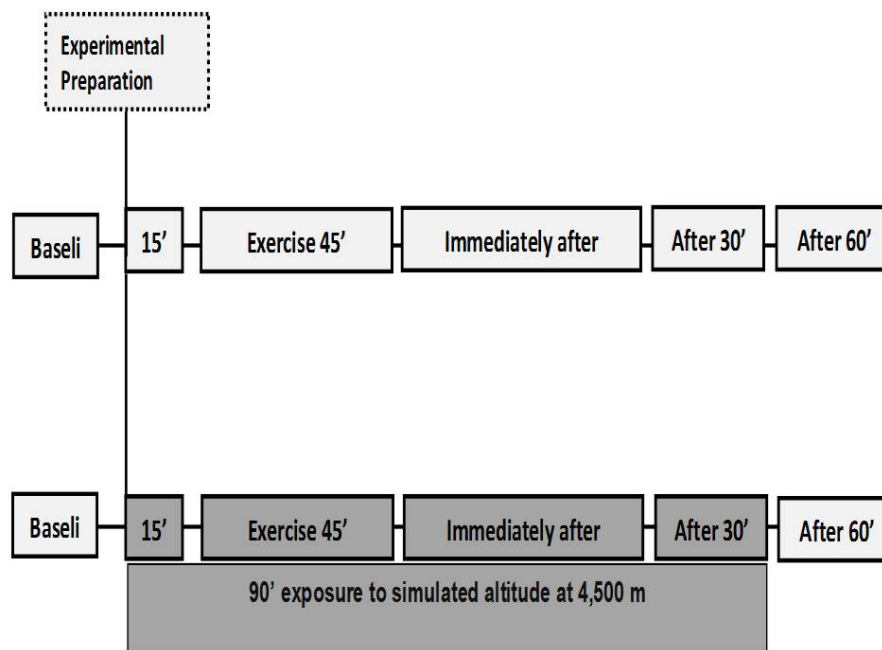 Experimental
Preparation
Baseli
15’
Exercise 45’
Immediately after
After 30’
After 60’
Baseli
15’
Exercise 45’
Immediately after
After 30’
After 60’
90’ exposure to simulated altitude at 4,500 m